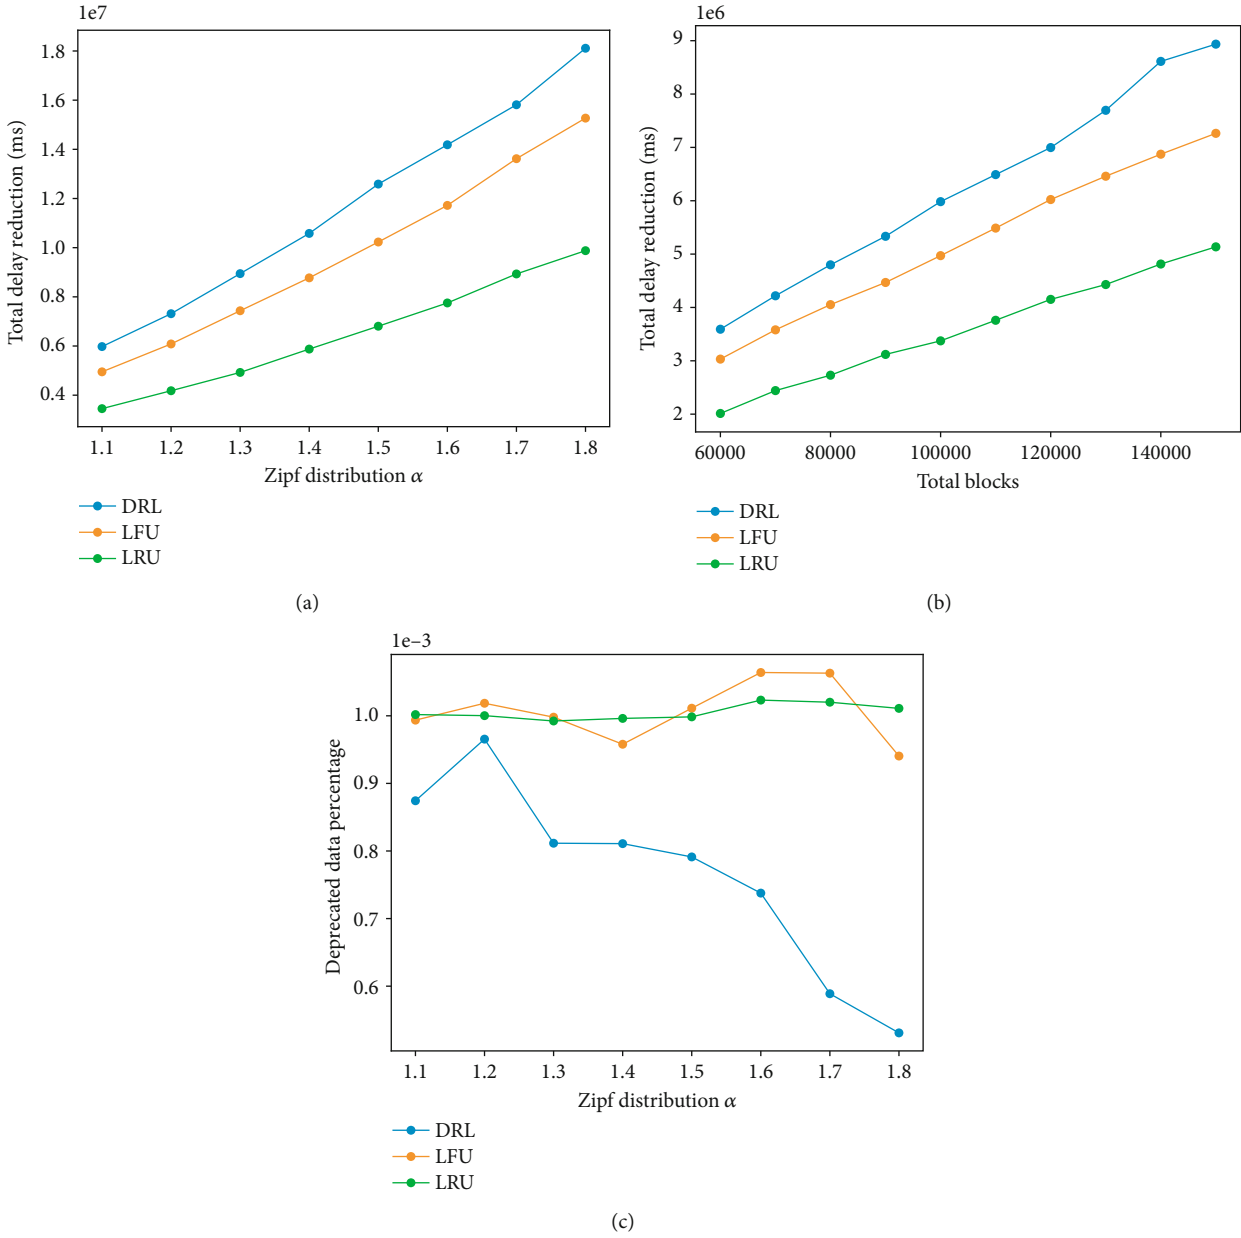 1e7
Total delay reduction (ms)
1.8
1.6
1.4
1.2
1.0
0.8
0.6
0.4
1.1 1.2 1.3 1.4 1.5 1.6 1.7 1.8
Zipf distribution α
DRL
LFU
LRU
(a)
1e6
Total delay reduction (ms)
9
8
7
6
5
4
3
2
60000 80000 100000 120000 140000
Total blocks
DRL
LFU
LRU
(b)
1e–3
Deprecated data percentage
1.0
0.9
0.8
0.7
0.6
1.1 1.2 1.3 1.4 1.5 1.6 1.7 1.8
Zipf distribution α
DRL
LFU
LRU
(c)